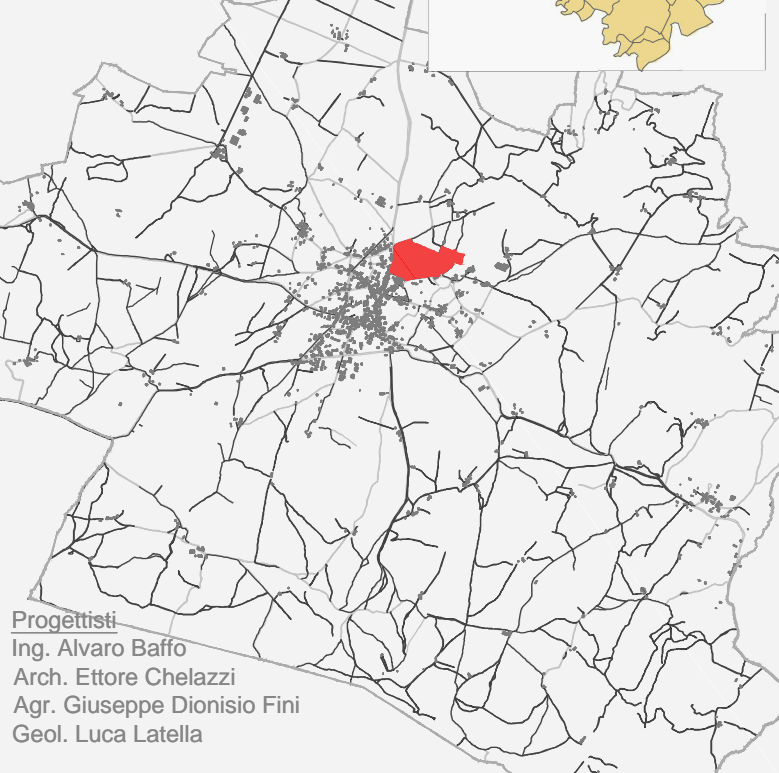 Progettisti
Ing. Alvaro Baffo
Arch. Ettore Chelazzi
Agr. Giuseppe Dionisio Fini
Geol. Luca Latella